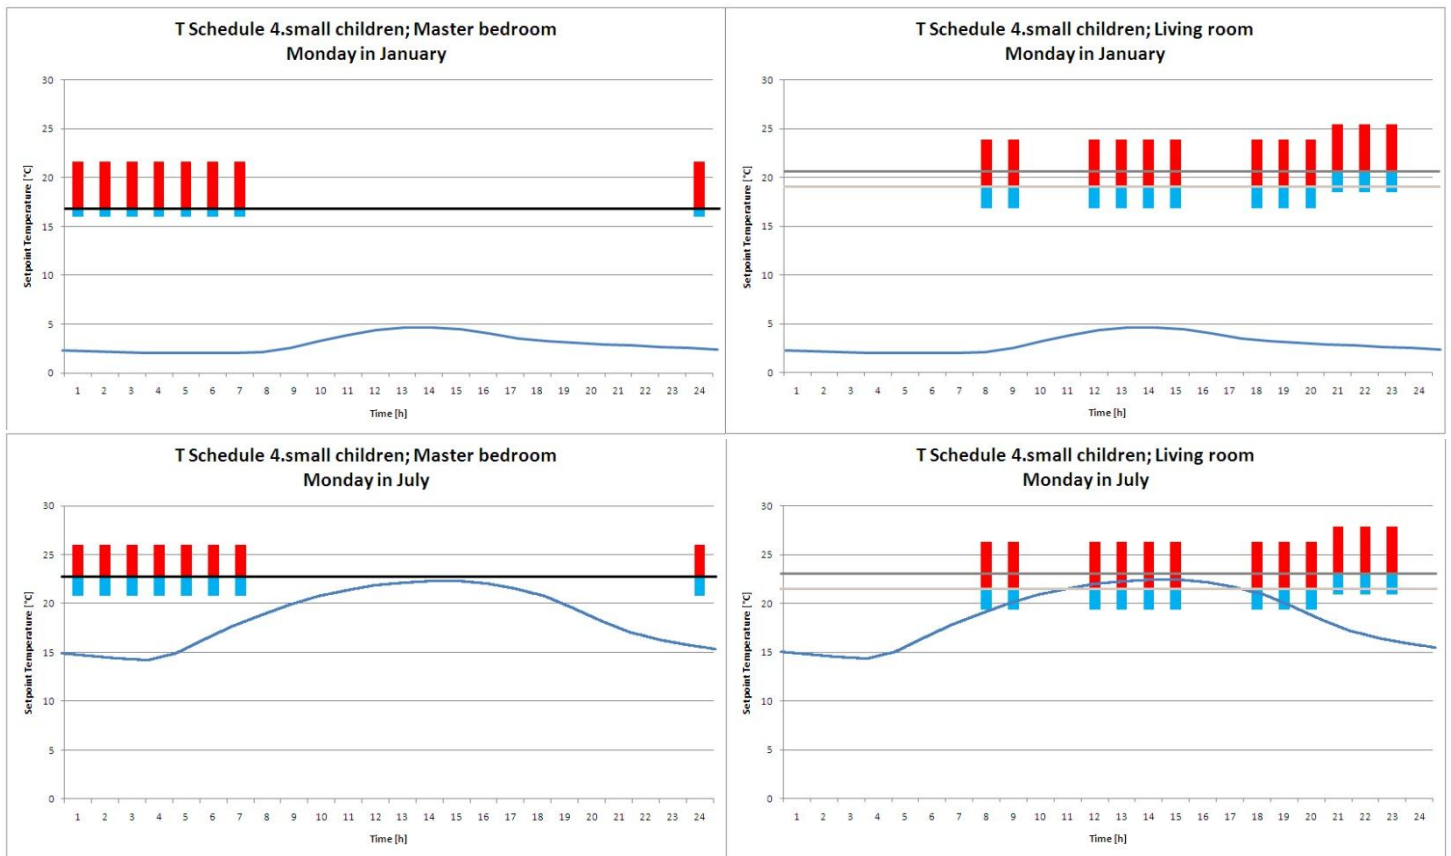 T Schedule 4.small children; Master bedroom
Monday in January
Setpoint Temperature [°C]
30
25
20
15
10
5
0
1 2 3 4 5 6 7 8 9 10 11 12 13 14 15 16 17 18 19 20 21 22 23 24
Time [h]
T Schedule 4.small children; Living room
Monday in January
Setpoint Temperature [°C]
30
25
20
15
10
5
0
1 2 3 4 5 6 7 8 9 10 11 12 13 14 15 16 17 18 19 20 21 22 23 24
Time [h]
T Schedule 4.small children; Master bedroom
Monday in July
Setpoint Temperature [°C]
30
25
20
15
10
5
0
1 2 3 4 5 6 7 8 9 10 11 12 13 14 15 16 17 18 19 20 21 22 23 24
Time [h]
T Schedule 4.small children; Living room
Monday in July
Setpoint Temperature [°C]
30
25
20
15
10
5
0
1 2 3 4 5 6 7 8 9 10 11 12 13 14 15 16 17 18 19 20 21 22 23 24
Time [h]